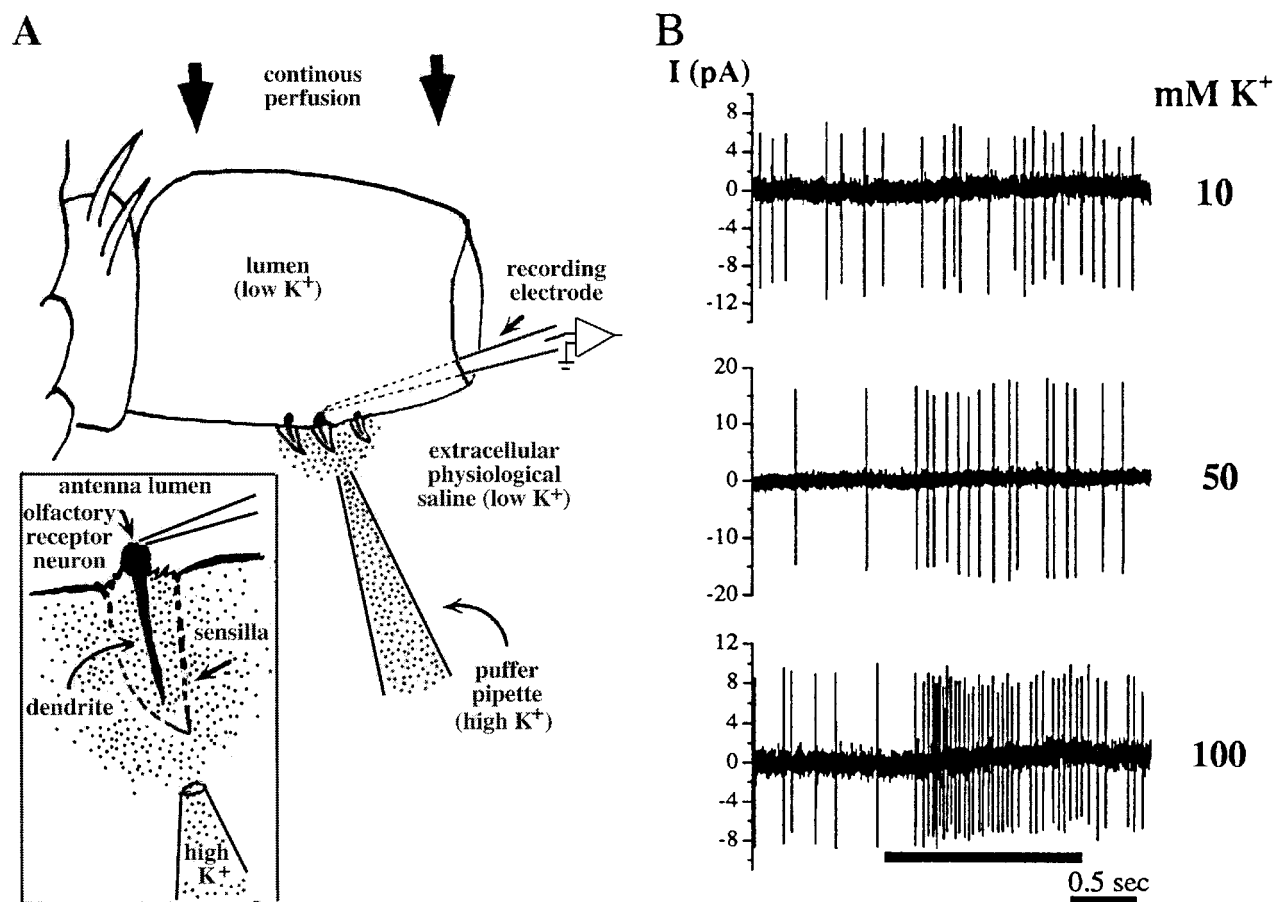 A
continous
perfusion
lumen
(low K+)
recording
electrode
extracellular
physiological
saline (low K+)
puffer
pipette
(high K+)
antenna lumen
olfactory
receptor
neuron
sensilla
dendrite
high
K+
B
I (pA)
mM K+
8
4
0
-4
-8
-12
10
20
10
0
-10
-20
50
12
8
4
0
-4
-8
100
0.5 sec